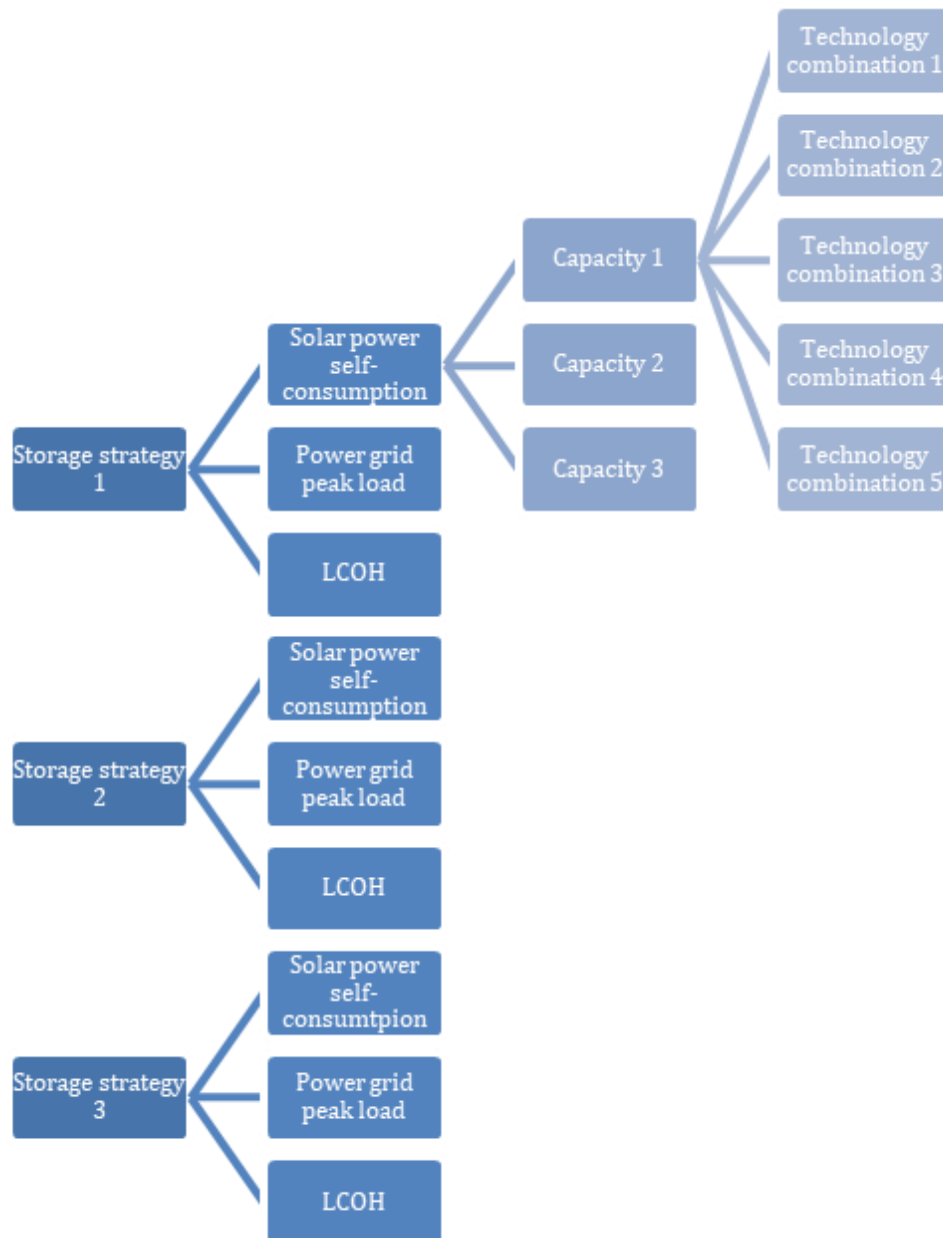 Technology
combination 1
Technology
combination 2
Capacity 1
Technology
combination 3
Solar power
self-
consumption
Capacity 2
Technology
combination 4
Storage strategy
1
Power grid
peak load
Capacity 3
Technology
combination 5
LCOH
Solar power
self-
consumption
Storage strategy
2
Power grid
peak load
LCOH
Solar power
self-
consumtpion
Storage strategy
3
Power grid
peak load
LCOH